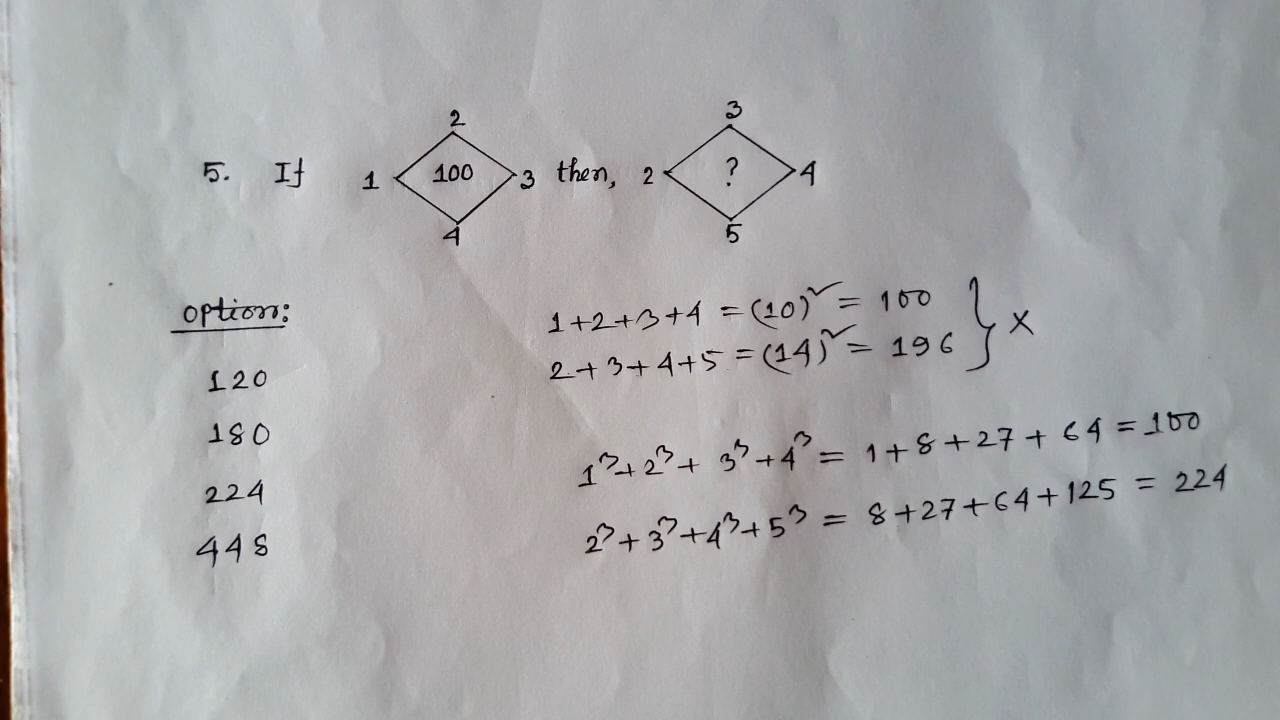 5. If 1 2 100 3 4 then, 2 3 ? 4 5
option:
120
180
224
448
1+2+3+4 = (10)² = 100
2+3+4+5 = (14)² = 196 } ×
1³+2³+3³+4³ = 1+8+27+64 = 100
2³+3³+4³+5³ = 8+27+64+125 = 224